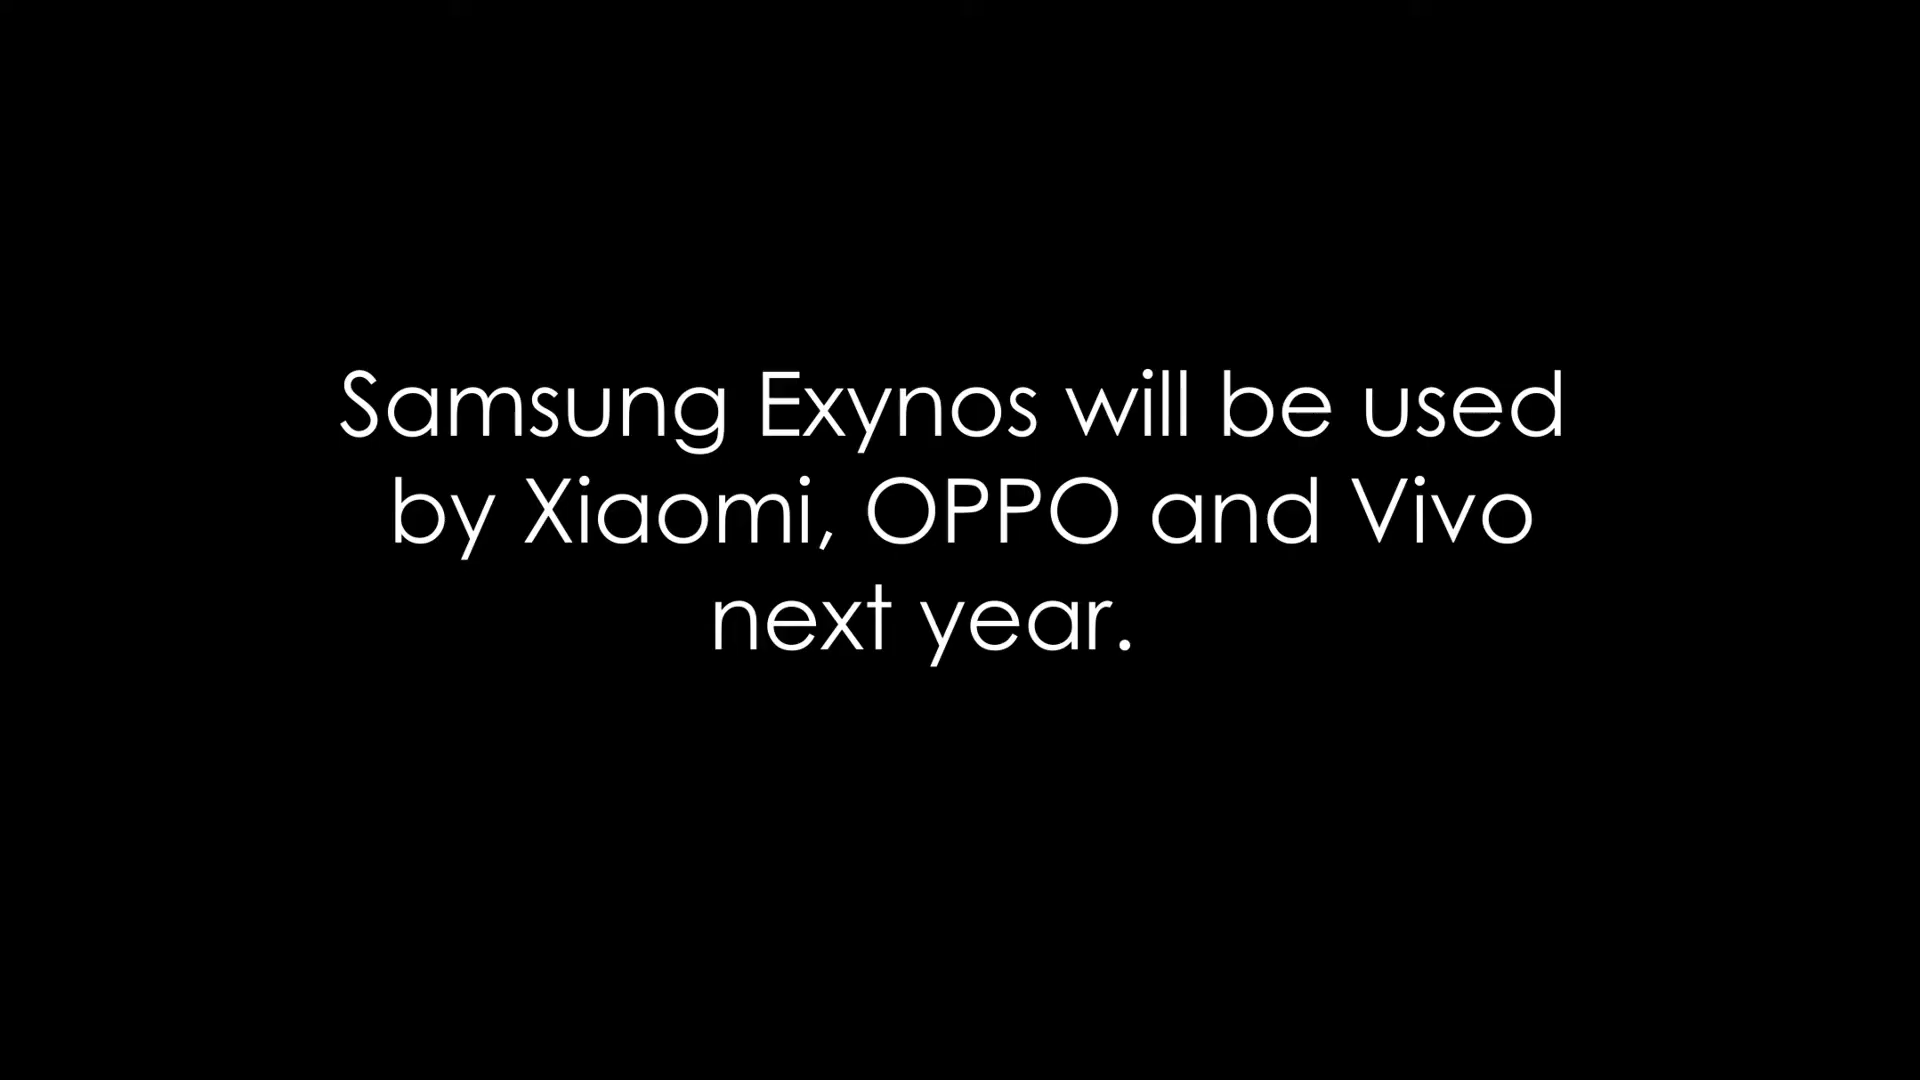 Samsung Exynos will be used
by Xiaomi, OPPO and Vivo
next year.